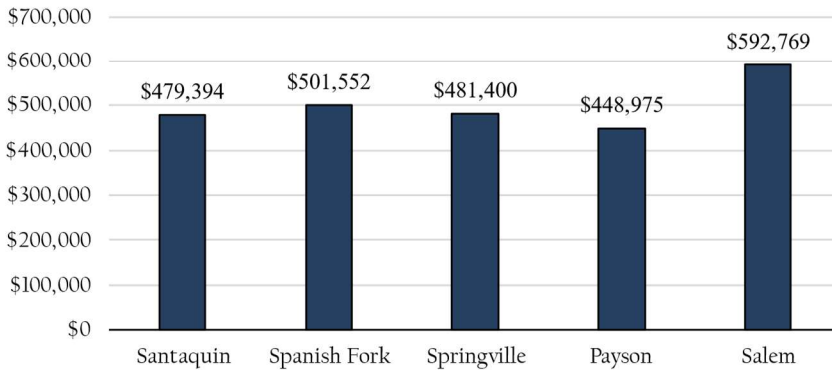 $700,000
$600,000
$500,000
$400,000
$300,000
$200,000
$100,000
$0
$479,394
$501,552
$481,400
$448,975
$592,769
Santaquin
Spanish Fork
Springville
Payson
Salem